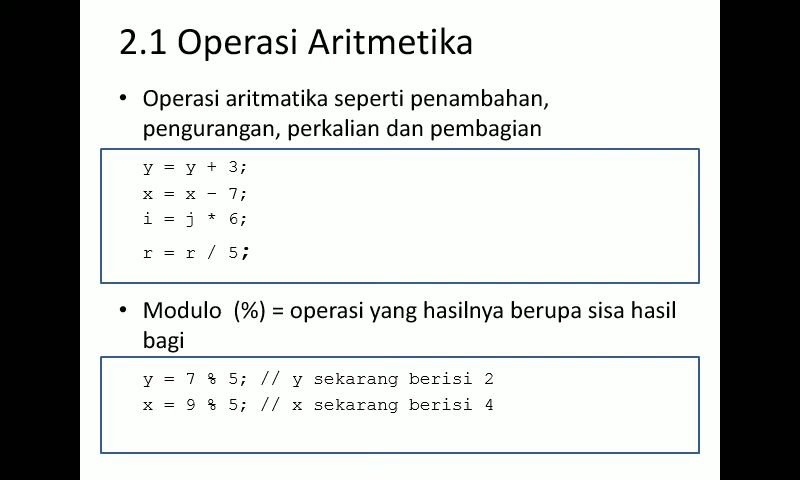 2.1 Operasi Aritmetika
• Operasi aritmatika seperti penambahan,
pengurangan, perkalian dan pembagian
y = y + 3;
x = x - 7;
i = j * 6;
r = r / 5;
• Modulo (%) = operasi yang hasilnya berupa sisa hasil
bagi
y = 7 % 5; // y sekarang berisi 2
x = 9 % 5; // x sekarang berisi 4